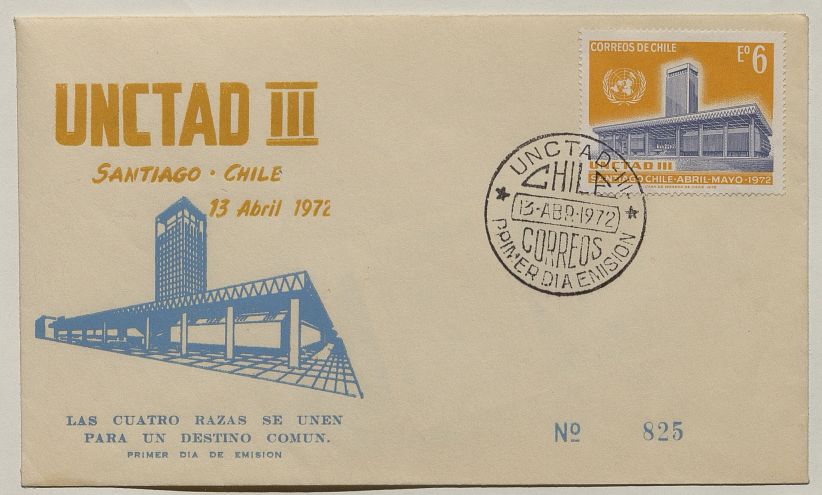 UNCTAD III
SANTIAGO · CHILE
13 Abril 1972
LAS CUATRO RAZAS SE UNEN
PARA UN DESTINO COMUN.
PRIMER DIA DE EMISION
CORREOS DE CHILE
Eº 6
UNCTAD III
SANTIAGO CHILE-ABRIL-MAYO-1972
UNCTAD-III
CHILE
13-ABR-1972
CORREOS
PRIMER DIA EMISION
Nº 825